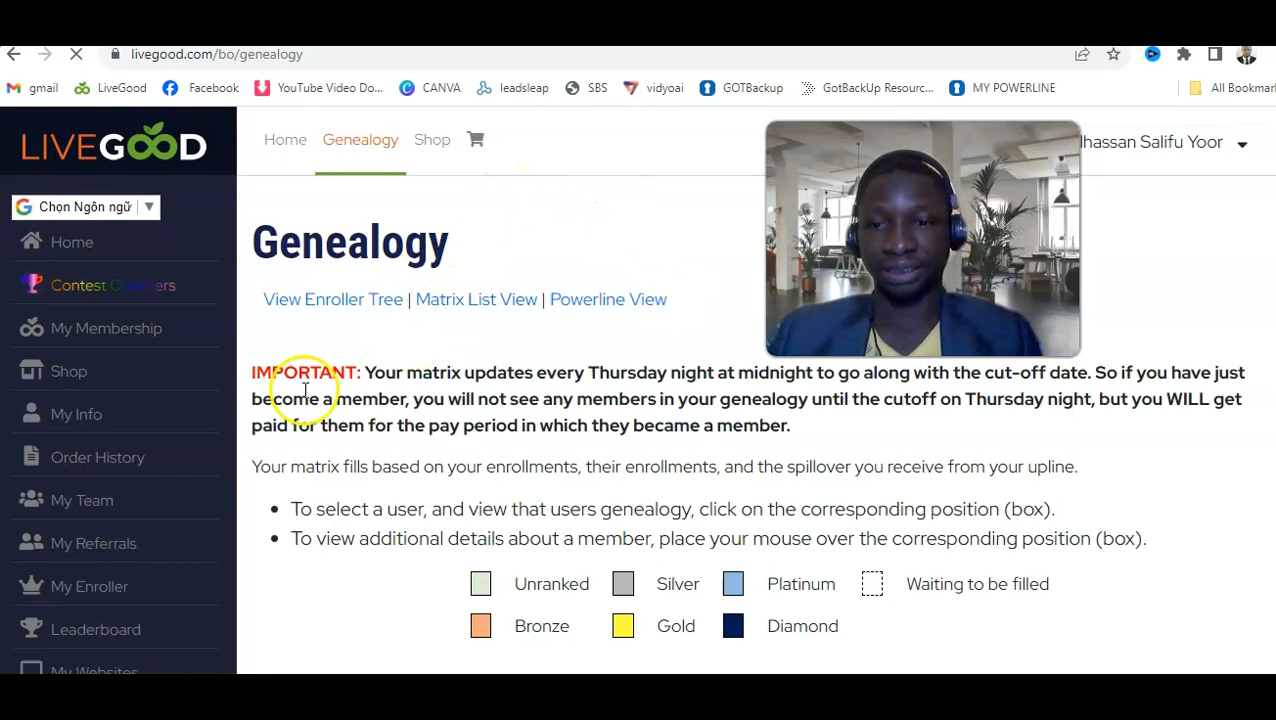 livegood.com/bo/genealogy
gmail LiveGood Facebook YouTube Video Do... CANVA leadsleap SBS vidyoai GOTBackup GotBackUp Resourc... MY POWERLINE All Bookmar
LIVEGOOD
Home Genealogy Shop
lhassan Salifu Yoor
G Chọn Ngôn ngữ ▼
Home
Contest Qualifiers
My Membership
Shop
My Info
Order History
My Team
My Referrals
My Enroller
Leaderboard
My Websites
Genealogy
View Enroller Tree | Matrix List View | Powerline View
IMPORTANT: Your matrix updates every Thursday night at midnight to go along with the cut-off date. So if you have just
become a member, you will not see any members in your genealogy until the cutoff on Thursday night, but you WILL get
paid for them for the pay period in which they became a member.
Your matrix fills based on your enrollments, their enrollments, and the spillover you receive from your upline.
• To select a user, and view that users genealogy, click on the corresponding position (box).
• To view additional details about a member, place your mouse over the corresponding position (box).
Unranked Silver Platinum Waiting to be filled
Bronze Gold Diamond